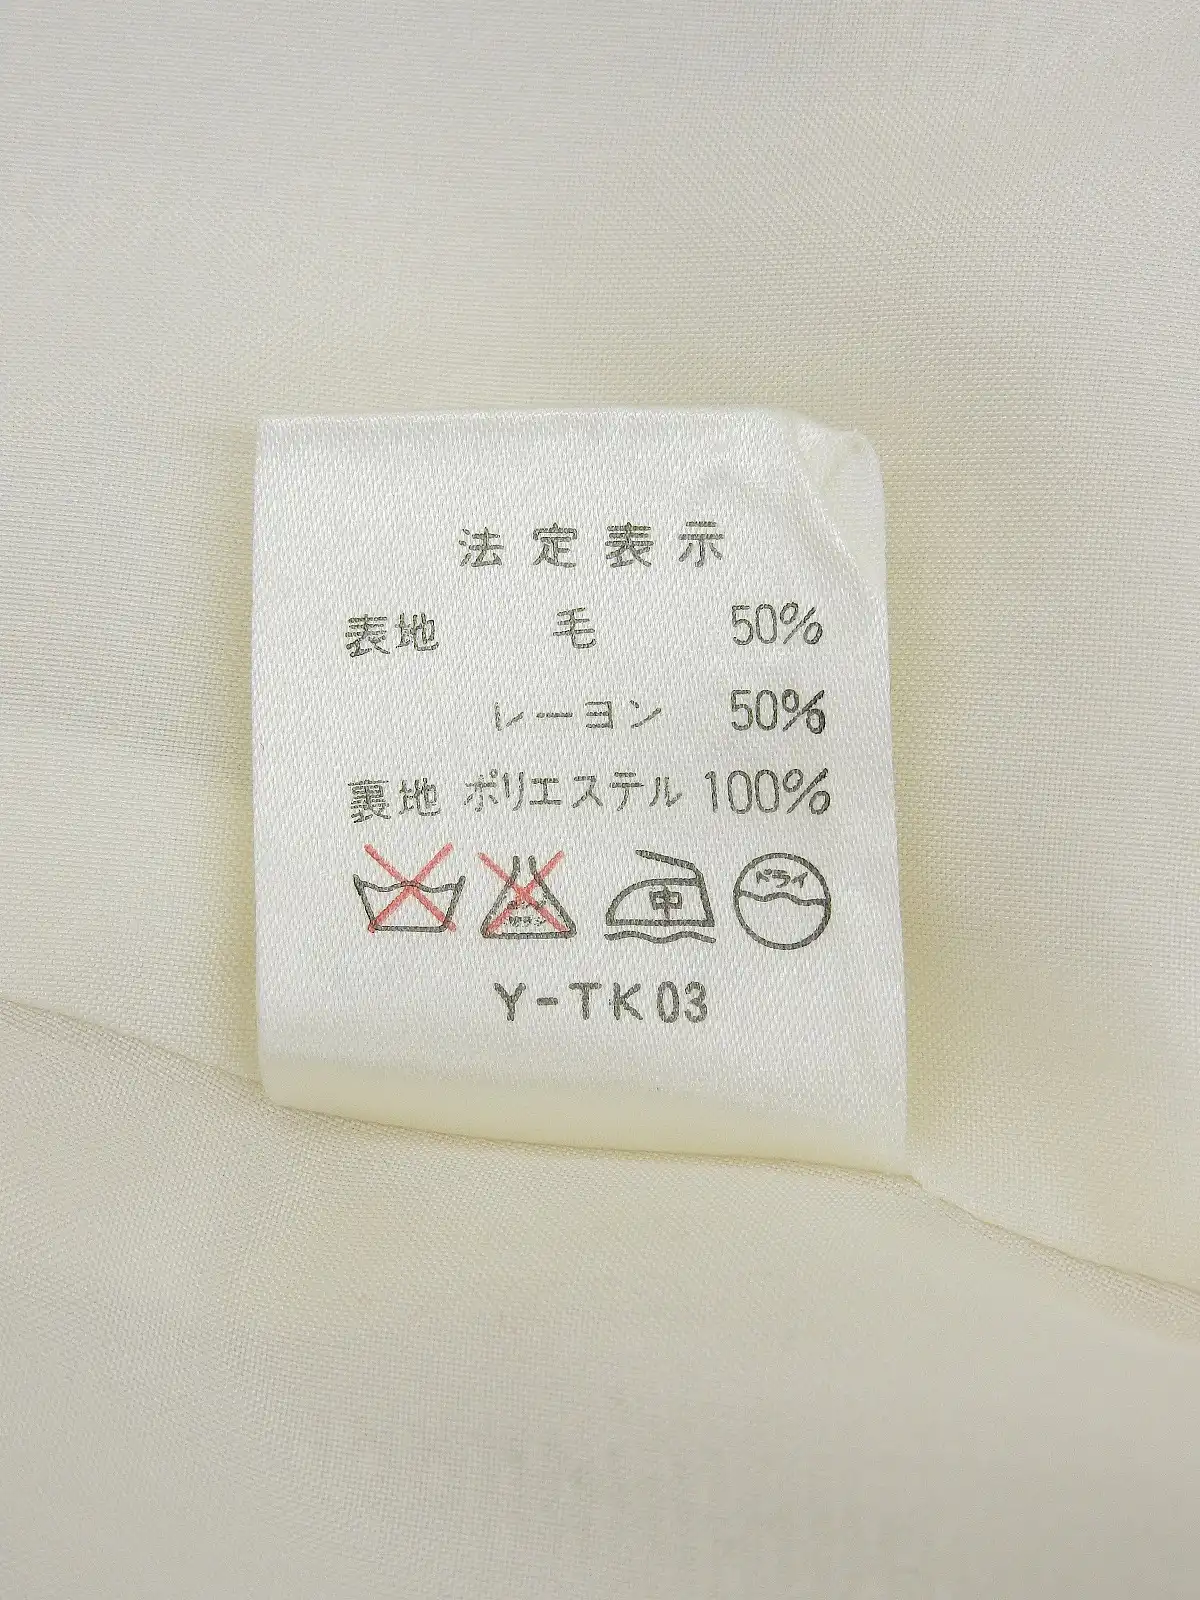 法定表示
表地 毛 50%
レーヨン 50%
裏地 ポリエステル 100%
中 ドライ
Y-TK03